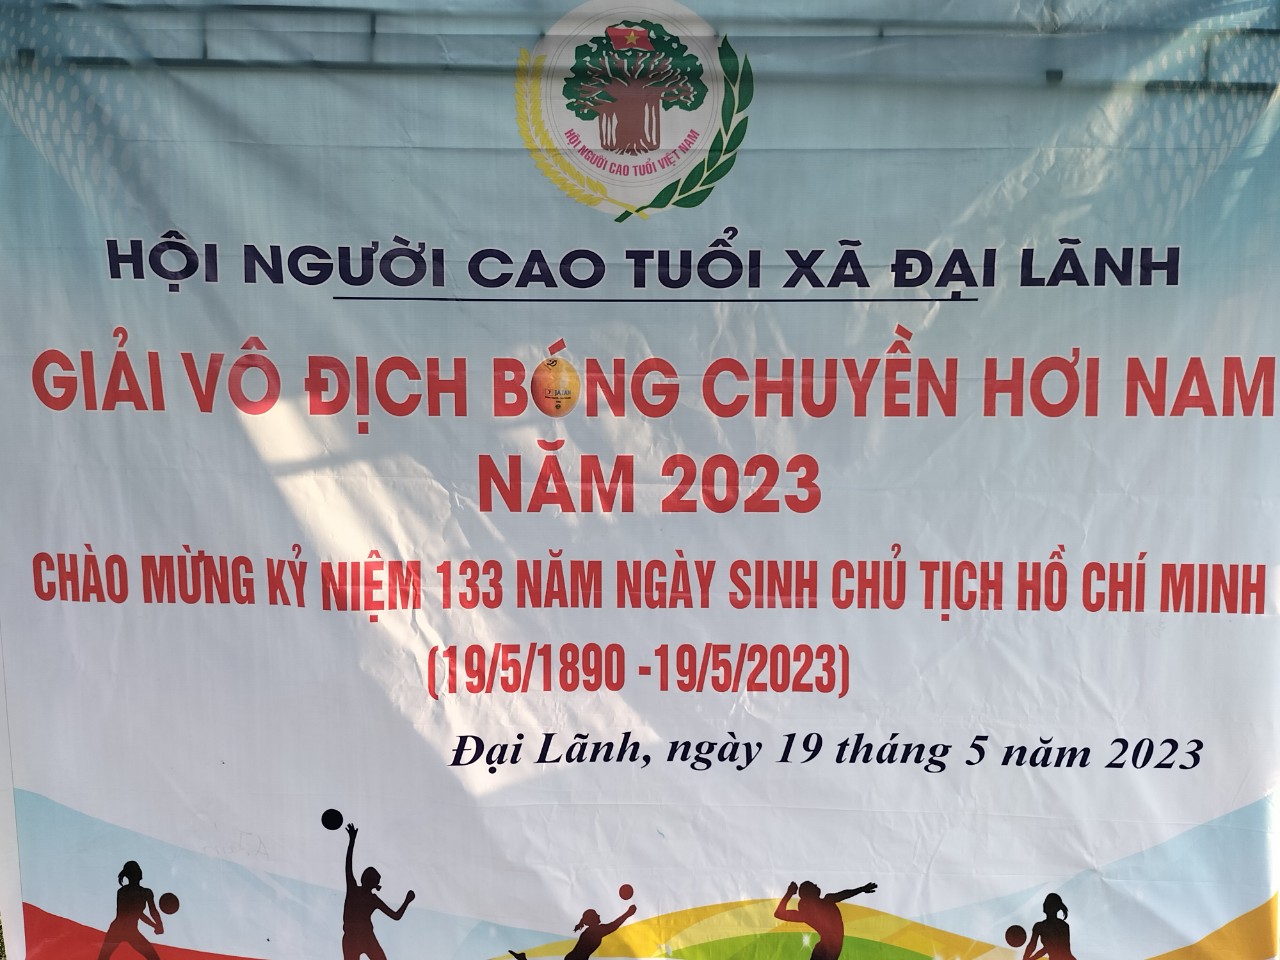 HỘI NGƯỜI CAO TUỔI VIỆT NAM
HỘI NGƯỜI CAO TUỔI XÃ ĐẠI LÃNH
GIẢI VÔ ĐỊCH BÓNG CHUYỀN HƠI NAM
NĂM 2023
CHÀO MỪNG KỶ NIỆM 133 NĂM NGÀY SINH CHỦ TỊCH HỒ CHÍ MINH
(19/5/1890 -19/5/2023)
Đại Lãnh, ngày 19 tháng 5 năm 2023